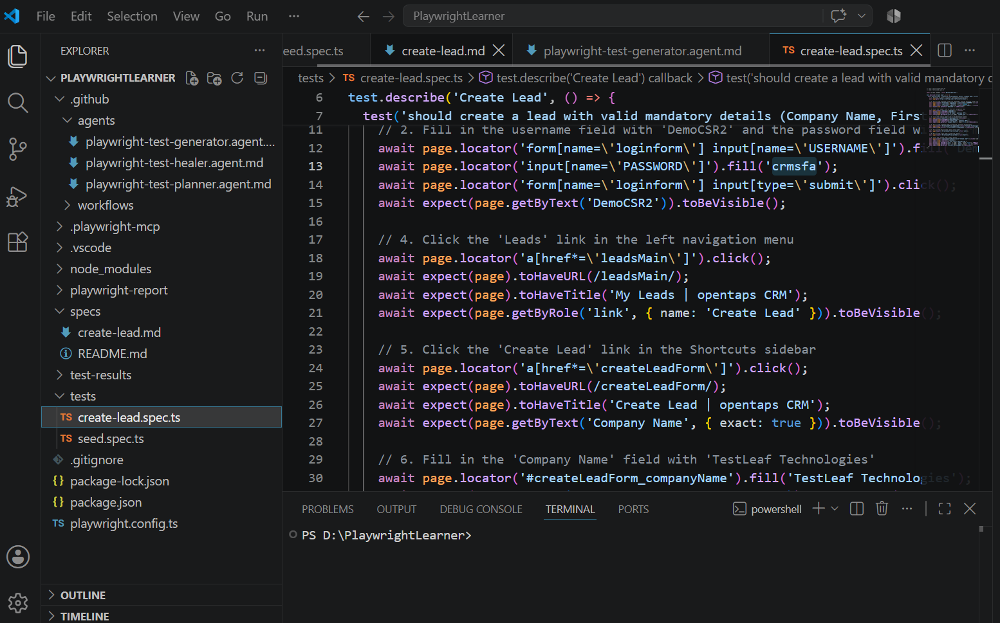 File Edit Selection View Go Run ··· PlaywrightLearner
EXPLORER
PLAYWRIGHTLEARNER
.github
agents
playwright-test-generator.agent....
playwright-test-healer.agent.md
playwright-test-planner.agent.md
workflows
.playwright-mcp
.vscode
node_modules
playwright-report
specs
create-lead.md
README.md
test-results
tests
TS create-lead.spec.ts
TS seed.spec.ts
.gitignore
{} package-lock.json
{} package.json
TS playwright.config.ts
OUTLINE
TIMELINE
eed.spec.ts create-lead.md playwright-test-generator.agent.md TS create-lead.spec.ts
tests > TS create-lead.spec.ts > test.describe('Create Lead') callback > test('should create a lead with valid mandatory d
6 test.describe('Create Lead', () => {
7 test('should create a lead with valid mandatory details (Company Name, First
11 // 2. Fill in the username field with 'DemoCSR2' and the password field w
12 await page.locator('form[name=\'loginform\'] input[name=\'USERNAME\']').fill('Dem
13 await page.locator('input[name=\'PASSWORD\']').fill('crmsfa');
14 await page.locator('form[name=\'loginform\'] input[type=\'submit\']').click();
15 await expect(page.getByText('DemoCSR2')).toBeVisible();
16
17 // 4. Click the 'Leads' link in the left navigation menu
18 await page.locator('a[href*=\'leadsMain\']').click();
19 await expect(page).toHaveURL(/leadsMain/);
20 await expect(page).toHaveTitle('My Leads | opentaps CRM');
21 await expect(page.getByRole('link', { name: 'Create Lead' })).toBeVisible();
22
23 // 5. Click the 'Create Lead' link in the Shortcuts sidebar
24 await page.locator('a[href*=\'createLeadForm\']').click();
25 await expect(page).toHaveURL(/createLeadForm/);
26 await expect(page).toHaveTitle('Create Lead | opentaps CRM');
27 await expect(page.getByText('Company Name', { exact: true })).toBeVisible();
28
29 // 6. Fill in the 'Company Name' field with 'TestLeaf Technologies'
30 await page.locator('#createLeadForm_companyName').fill('TestLeaf Technologies');
PROBLEMS OUTPUT DEBUG CONSOLE TERMINAL PORTS powershell
PS D:\PlaywrightLearner>